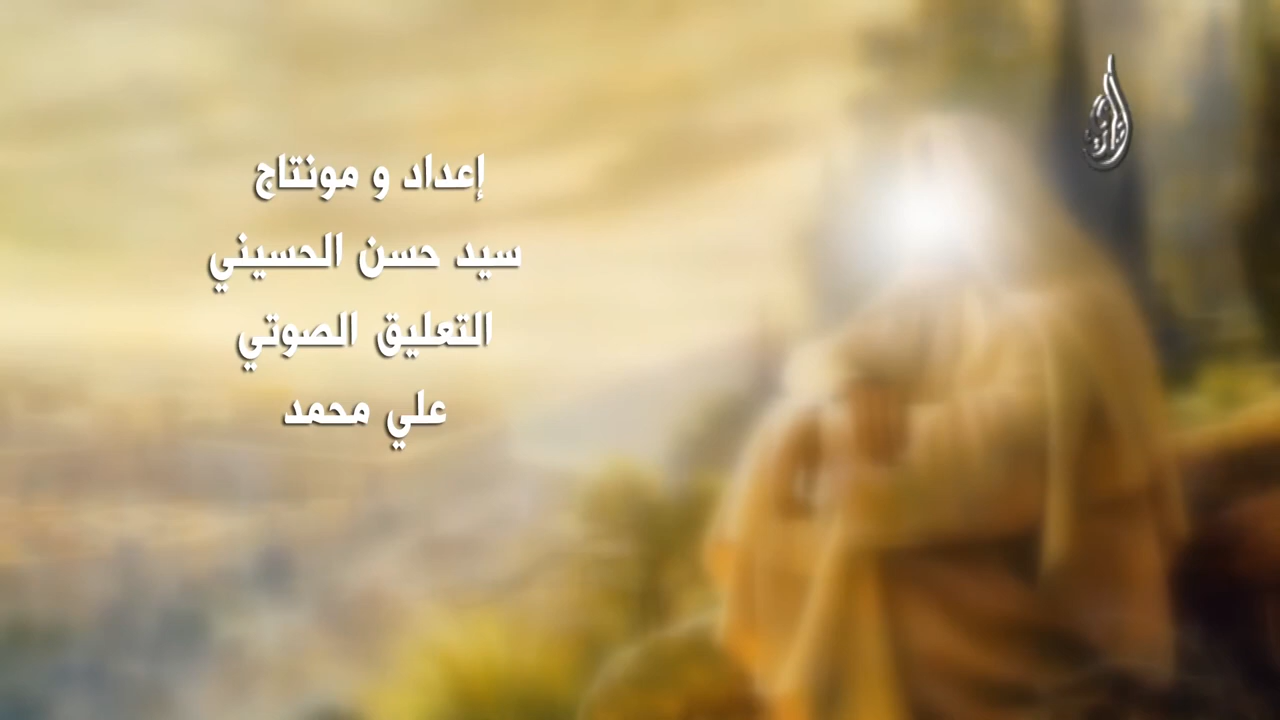 إعداد و مونتاج
سيد حسن الحسيني
التعليق الصوتي
علي محمد